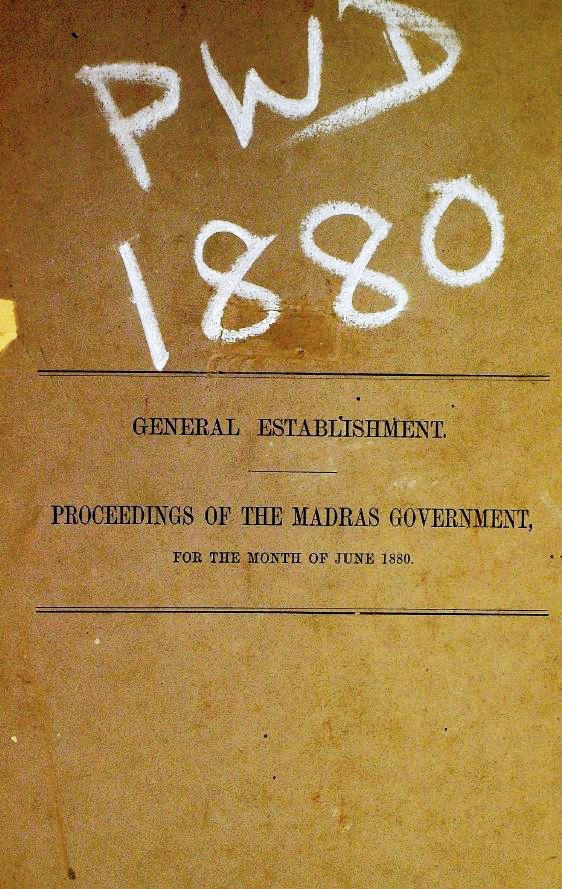 PWD
1880
GENERAL ESTABLISHMENT.
PROCEEDINGS OF THE MADRAS GOVERNMENT,
FOR THE MONTH OF JUNE 1880.